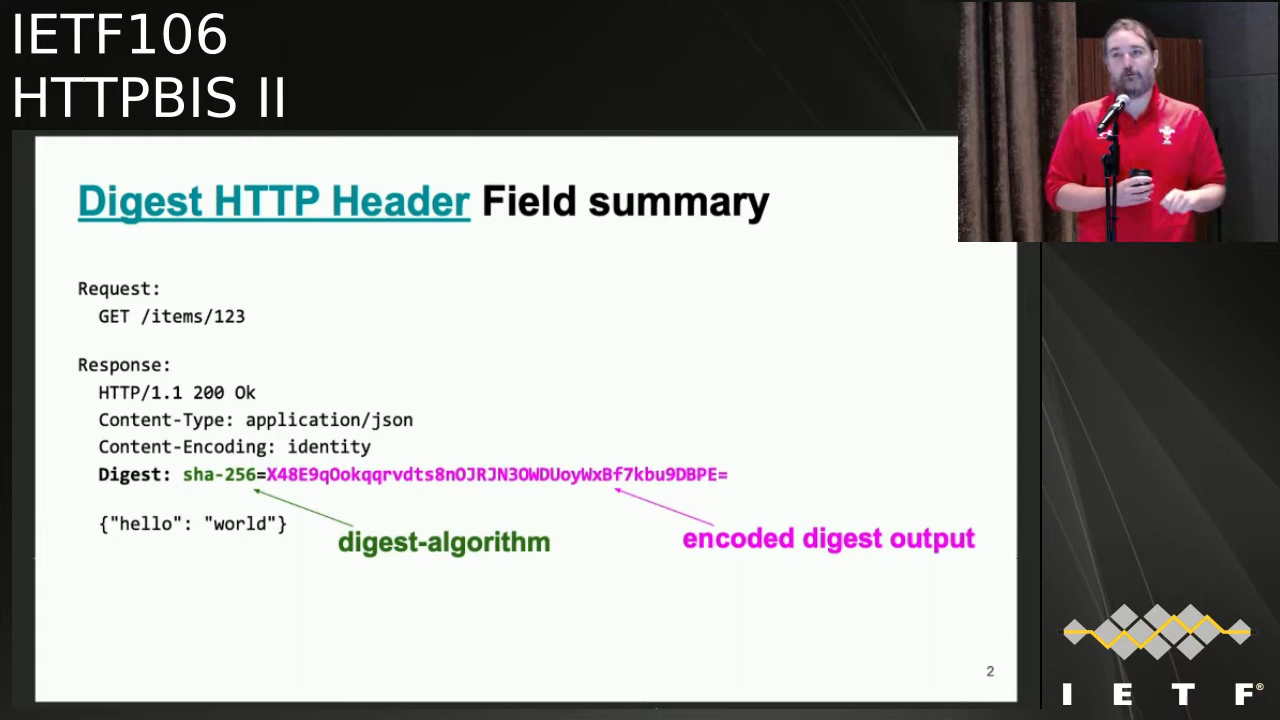 IETF106
HTTPBIS II
Digest HTTP Header Field summary
Request:
GET /items/123
Response:
HTTP/1.1 200 Ok
Content-Type: application/json
Content-Encoding: identity
Digest: sha-256=X48E9qOokqqrvdts8nOJRJN3OWDUoyWxBf7kbu9DBPE=
{"hello": "world"}
digest-algorithm
encoded digest output
2
I E T F®